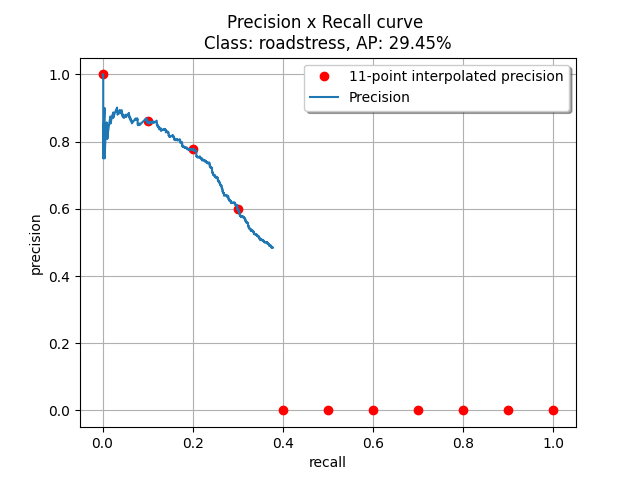 Precision x Recall curve
Class: roadstress, AP: 29.45%
11-point interpolated precision
Precision
1.0
0.8
0.6
0.4
0.2
0.0
precision
0.0 0.2 0.4 0.6 0.8 1.0
recall